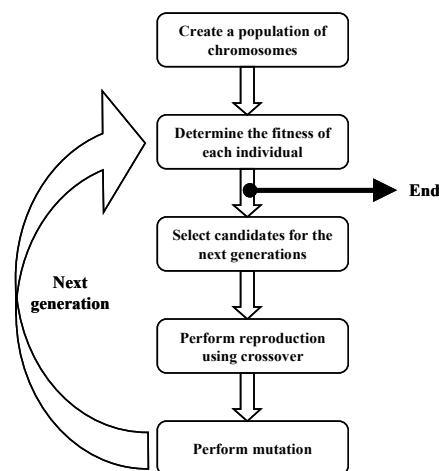 Create a population of
chromosomes
Determine the fitness of
each individual
End
Select candidates for the
next generations
Next
generation
Perform reproduction
using crossover
Perform mutation